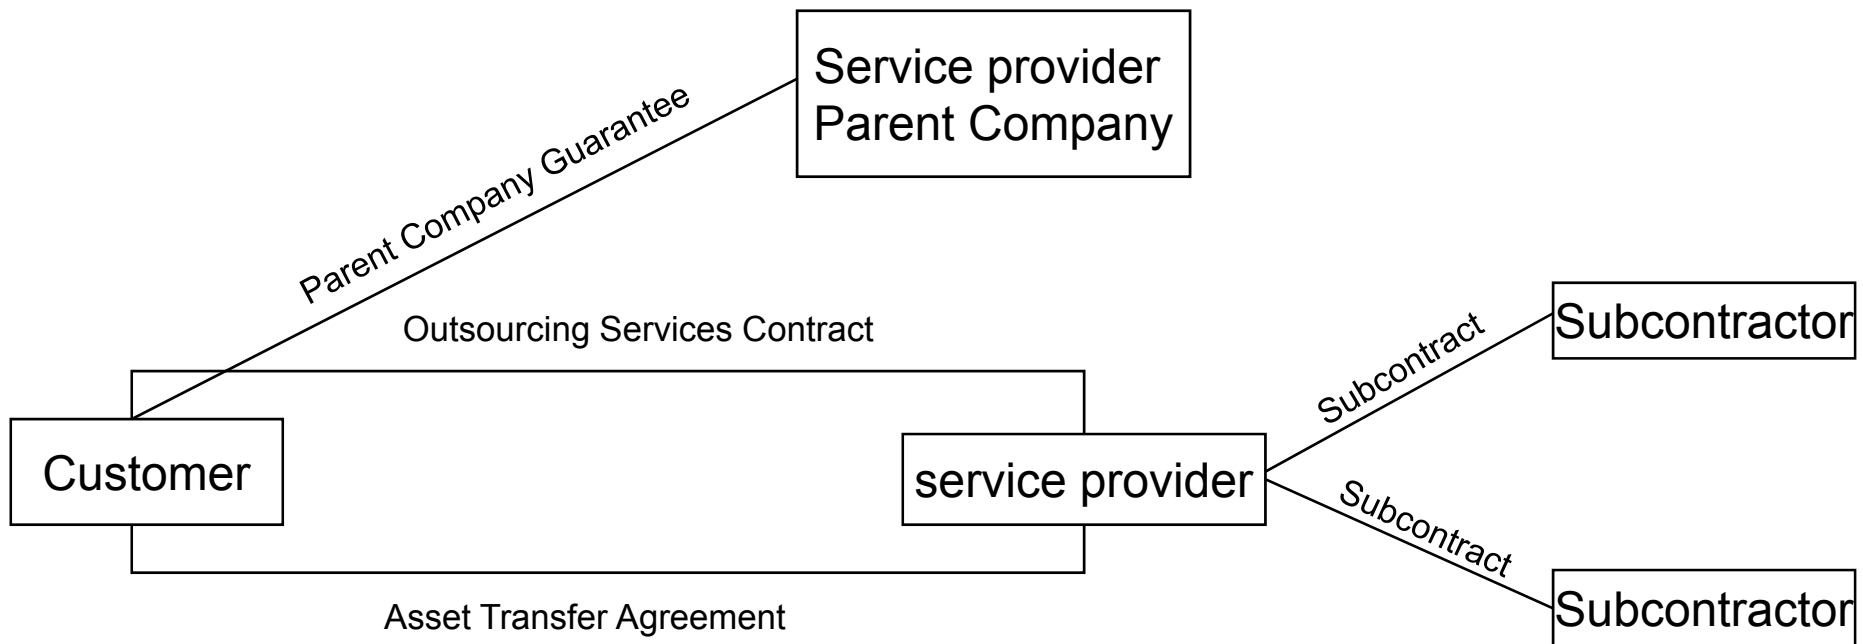 Service provider
Parent Company
Parent Company Guarantee
Outsourcing Services Contract
Subcontractor
Subcontract
Customer
service provider
Subcontract
Asset Transfer Agreement
Subcontractor